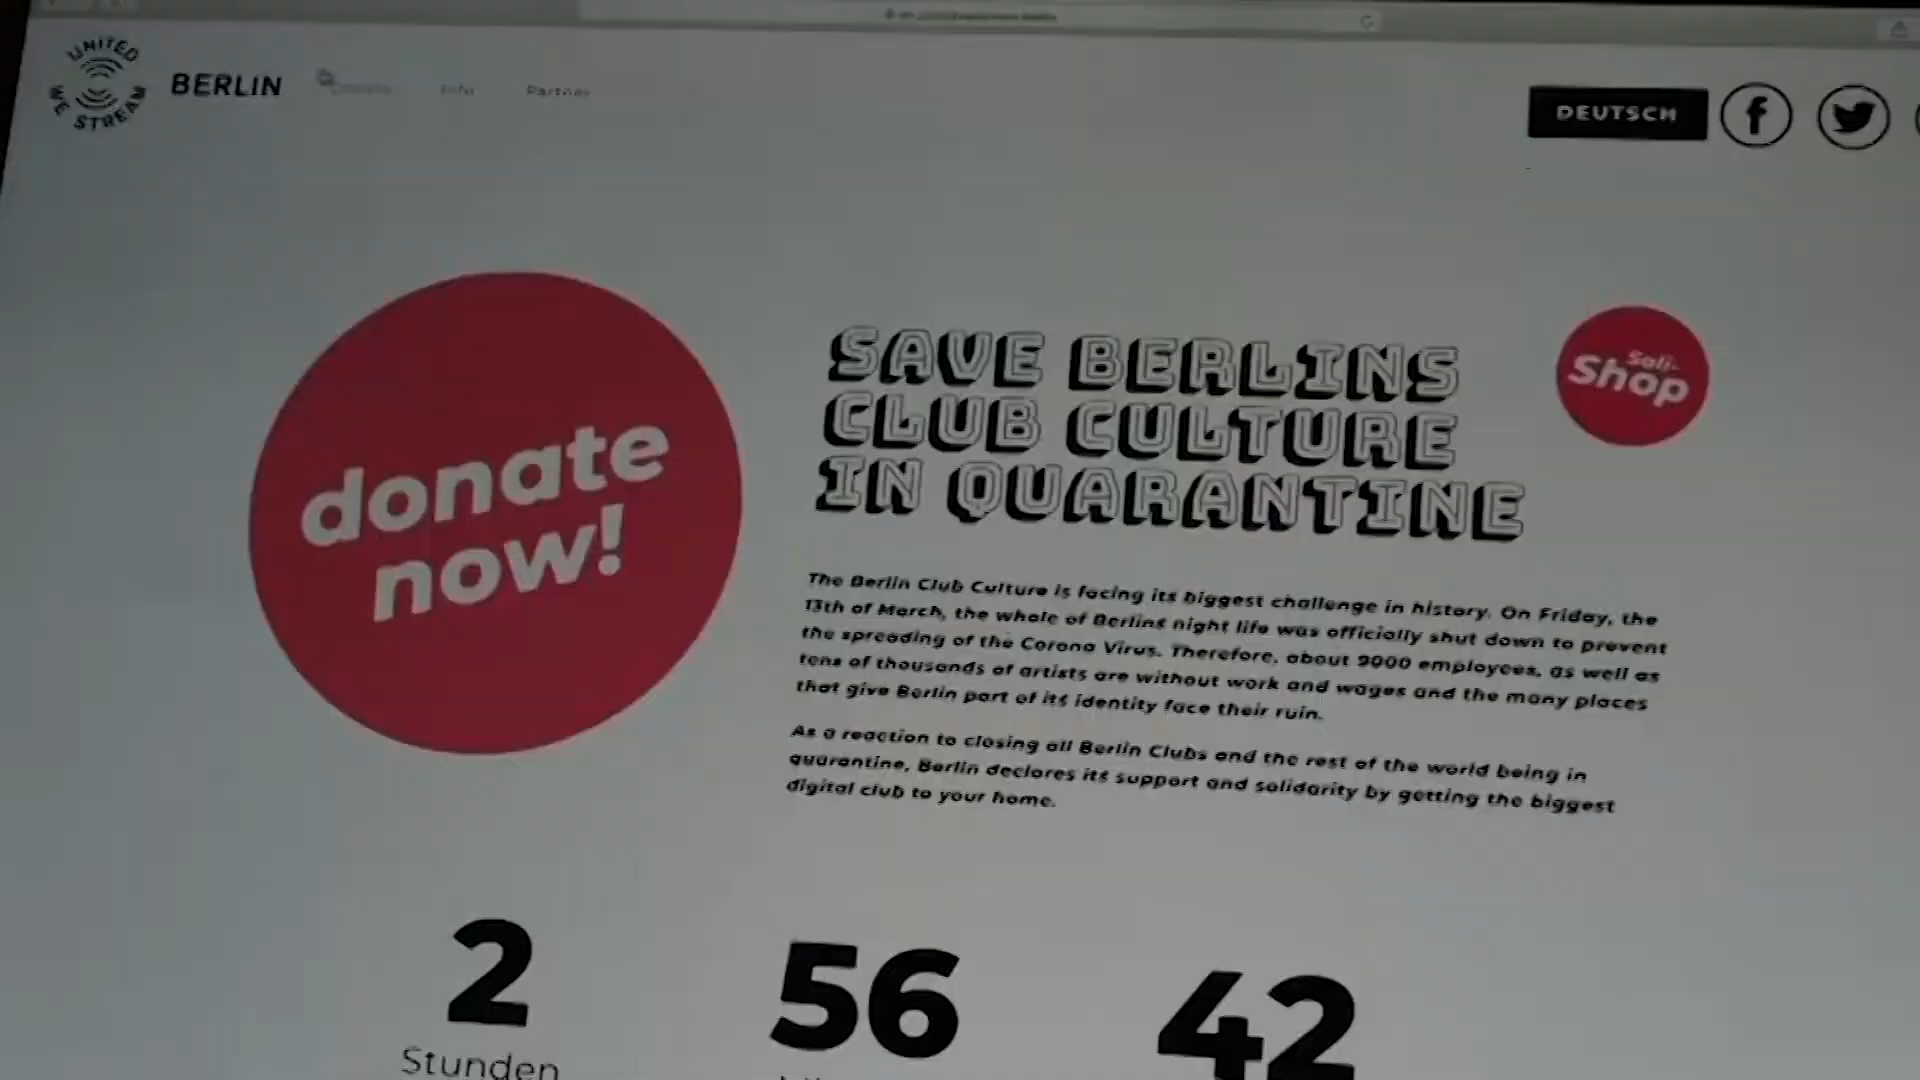 UNITED
WE STREAM
BERLIN
Donate
Info
Partner
DEUTSCH
donate
now!
SAVE BERLINS
CLUB CULTURE
IN QUARANTINE
Soli-
Shop
The Berlin Club Culture is facing its biggest challenge in history. On Friday, the
13th of March, the whole of Berlins night life was officially shut down to prevent
the spreading of the Corona Virus. Therefore, about 9000 employees, as well as
tens of thousands of artists are without work and wages and the many places
that give Berlin part of its identity face their ruin.
As a reaction to closing all Berlin Clubs and the rest of the world being in
quarantine, Berlin declares its support and solidarity by getting the biggest
digital club to your home.
2
56
42
Stunden